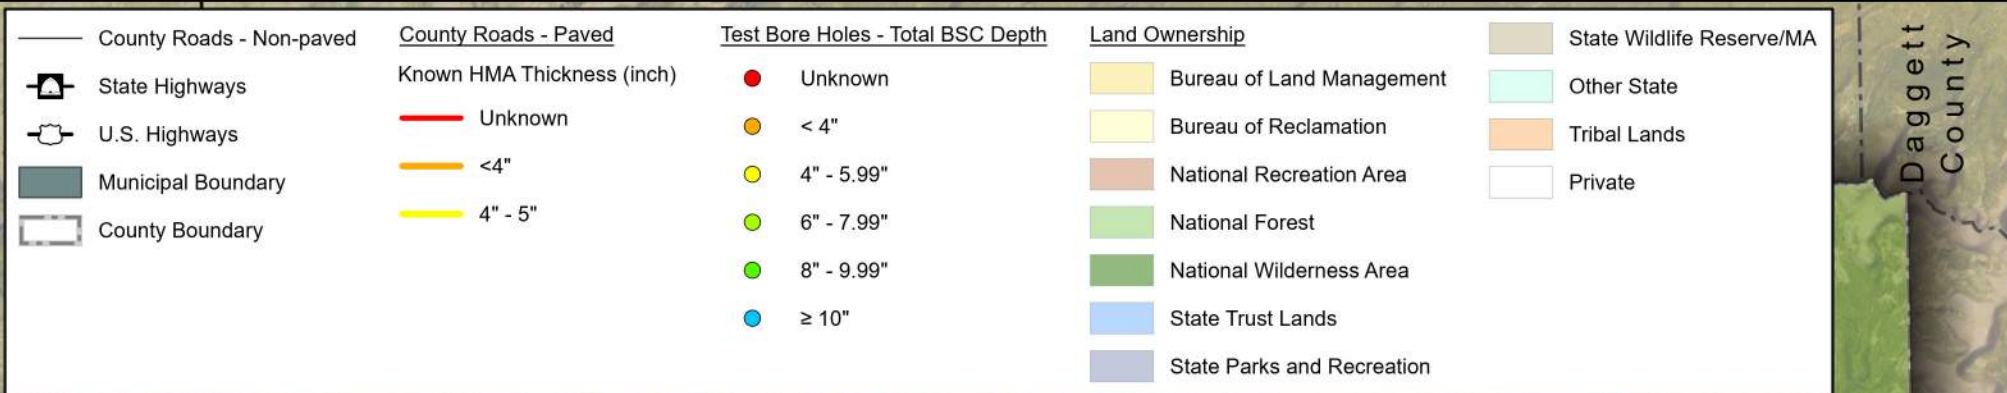 County Roads - Non-paved
State Highways
U.S. Highways
Municipal Boundary
County Boundary
County Roads - Paved
Known HMA Thickness (inch)
Unknown
<4"
4" - 5"
Test Bore Holes - Total BSC Depth
Unknown
< 4"
4" - 5.99"
6" - 7.99"
8" - 9.99"
≥ 10"
Land Ownership
Bureau of Land Management
Bureau of Reclamation
National Recreation Area
National Forest
National Wilderness Area
State Trust Lands
State Parks and Recreation
State Wildlife Reserve/MA
Other State
Tribal Lands
Private
Daggett
County